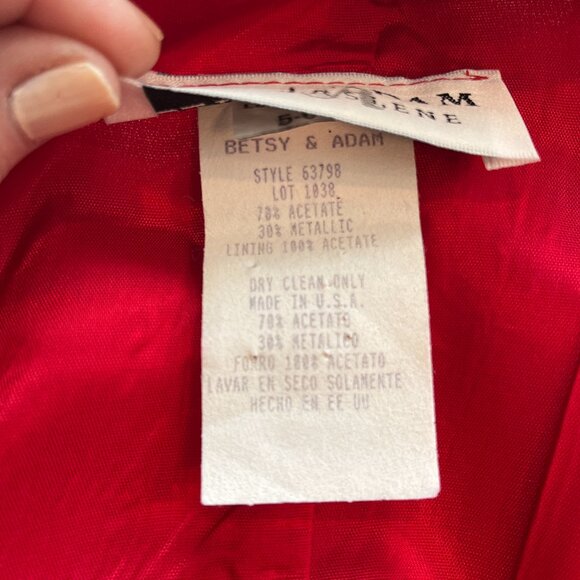 BETSY & ADAM
STYLE 63798
LOT 1038
70% ACETATE
30% METALLIC
LINING 100% ACETATE
DRY CLEAN ONLY
MADE IN U.S.A.
70% ACETATO
30% METALICO
FORRO 100% ACETATO
LAVAR EN SECO SOLAMENTE
HECHO EN EE UU